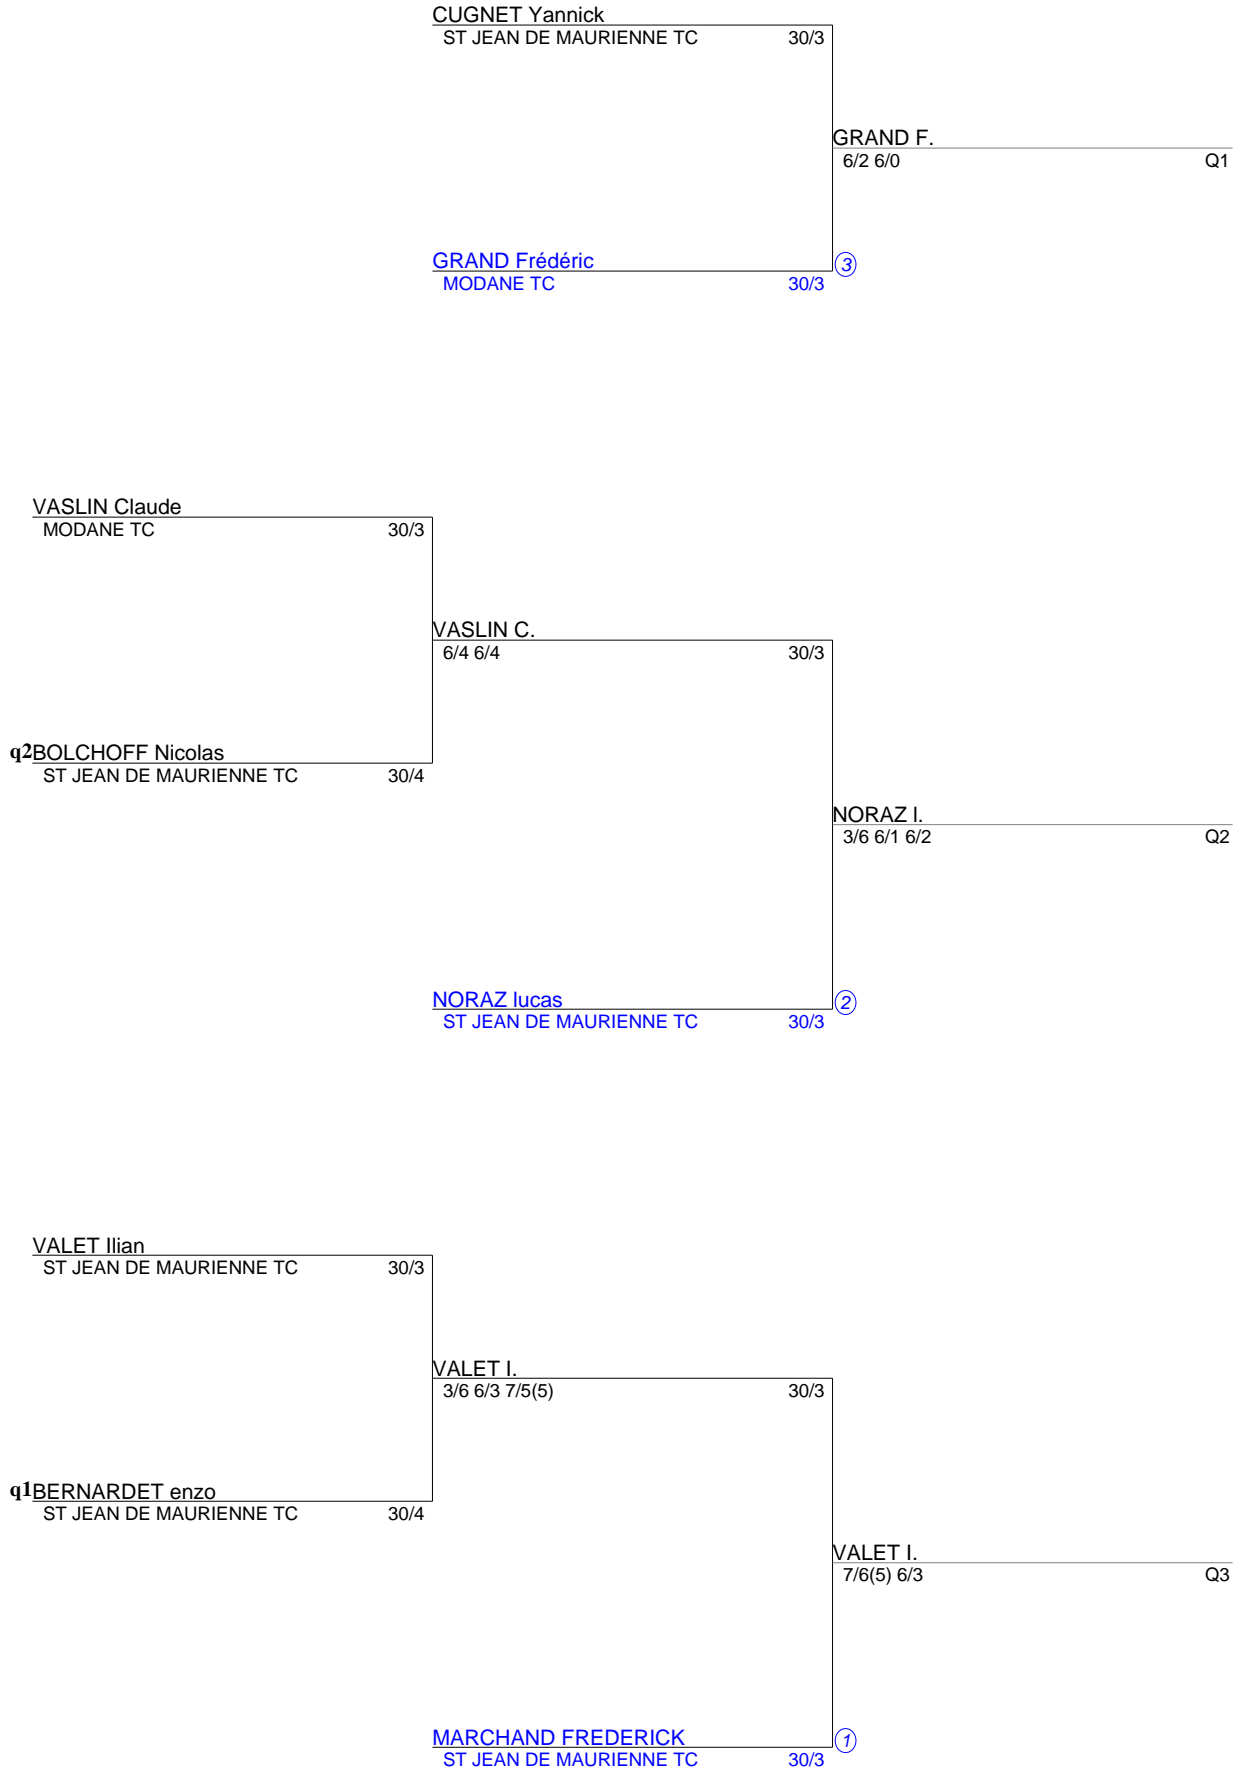 CUGNET Yannick
ST JEAN DE MAURIENNE TC 30/3
GRAND F.
6/2 6/0 Q1
GRAND Frédéric 3
MODANE TC 30/3
VASLIN Claude
MODANE TC 30/3
VASLIN C.
6/4 6/4 30/3
q2 BOLCHOFF Nicolas
ST JEAN DE MAURIENNE TC 30/4
NORAZ l.
3/6 6/1 6/2 Q2
NORAZ lucas 2
ST JEAN DE MAURIENNE TC 30/3
VALET Ilian
ST JEAN DE MAURIENNE TC 30/3
VALET I.
3/6 6/3 7/5(5) 30/3
q1 BERNARDET enzo
ST JEAN DE MAURIENNE TC 30/4
VALET I.
7/6(5) 6/3 Q3
MARCHAND FREDERICK 1
ST JEAN DE MAURIENNE TC 30/3